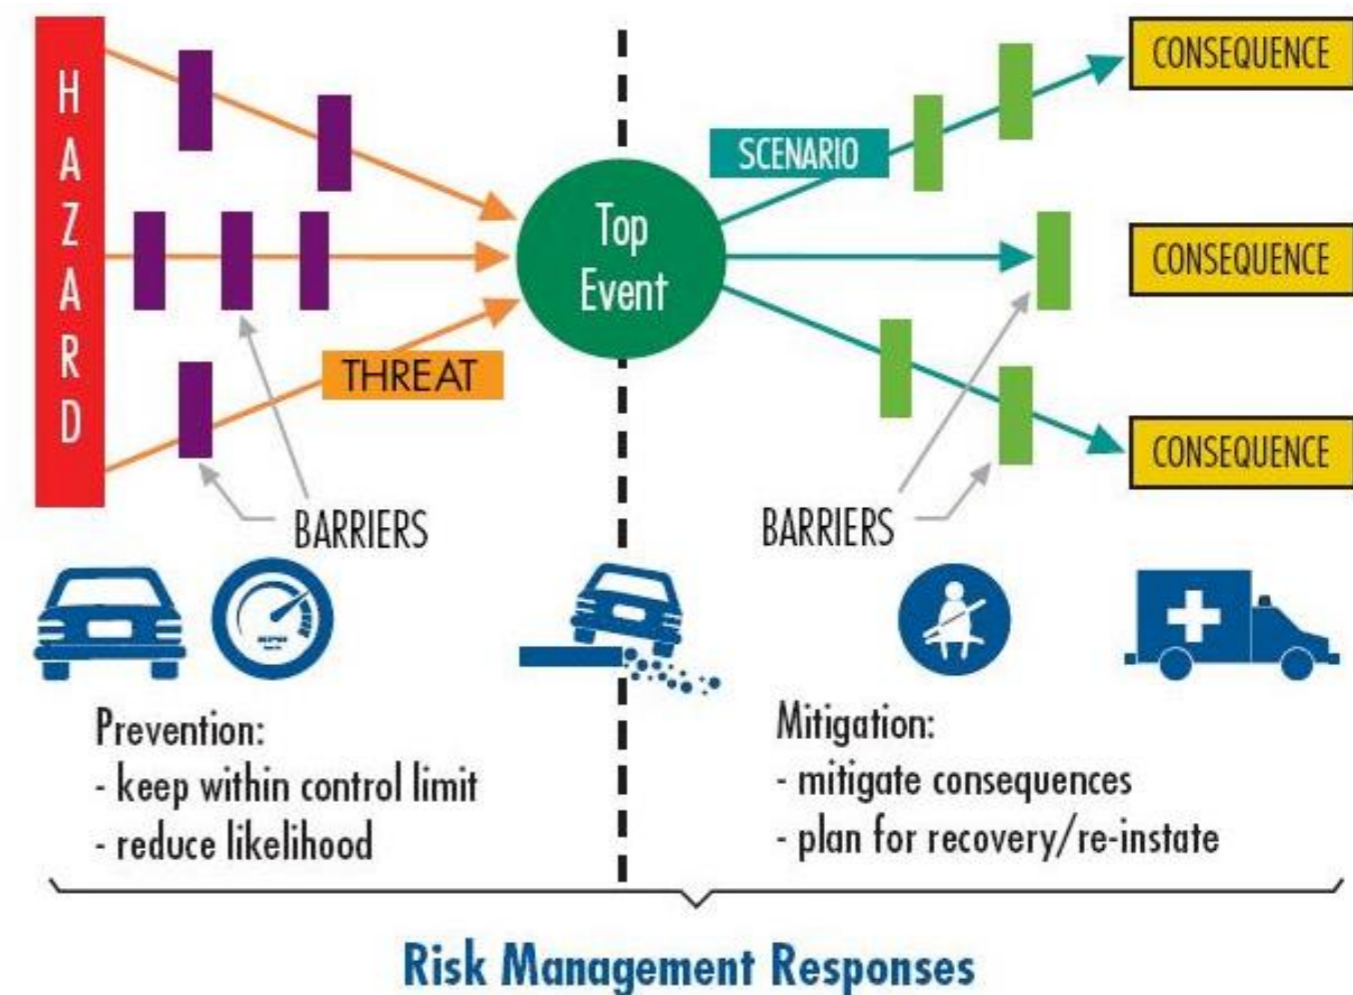 HAZARD
CONSEQUENCE
SCENARIO
Top
Event
CONSEQUENCE
THREAT
CONSEQUENCE
BARRIERS
BARRIERS
Prevention:
- keep within control limit
- reduce likelihood
Mitigation:
- mitigate consequences
- plan for recovery/re-instate
Risk Management Responses